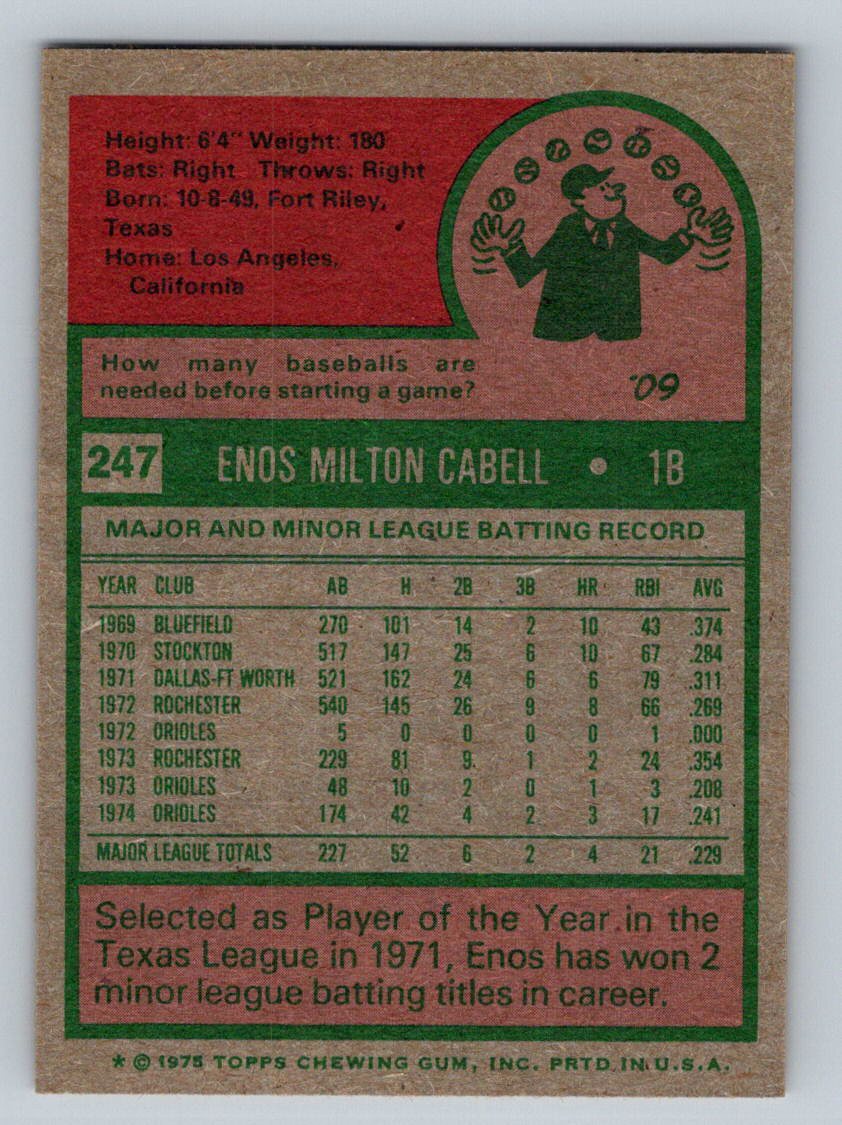 Height: 6'4" Weight: 180
Bats: Right Throws: Right
Born: 10-8-49, Fort Riley,
Texas
Home: Los Angeles,
California
How many baseballs are
needed before starting a game?
60.
247 ENOS MILTON CABELL • 1B
MAJOR AND MINOR LEAGUE BATTING RECORD
YEAR CLUB AB H 2B 3B HR RBI AVG
1969 BLUEFIELD 270 101 14 2 10 43 .374
1970 STOCKTON 517 147 25 6 10 67 .284
1971 DALLAS-FT WORTH 521 162 24 6 6 79 .311
1972 ROCHESTER 540 145 26 9 8 66 .269
1972 ORIOLES 5 0 0 0 0 1 .000
1973 ROCHESTER 229 81 9 1 2 24 .354
1973 ORIOLES 48 10 2 0 1 3 .208
1974 ORIOLES 174 42 4 2 3 17 .241
MAJOR LEAGUE TOTALS 227 52 6 2 4 21 .229
Selected as Player of the Year in the
Texas League in 1971, Enos has won 2
minor league batting titles in career.
* © 1975 TOPPS CHEWING GUM, INC. PRTD. IN U.S.A.